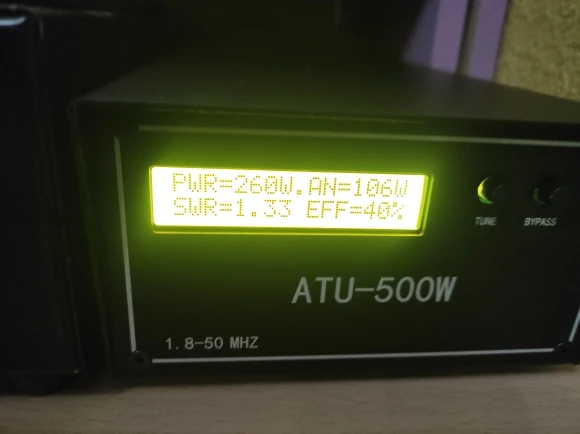 PWR=260W.AN=106W
SWR=1.33 EFF=40%
TUNE BYPASS
ATU-500W
1.8-50 MHZ